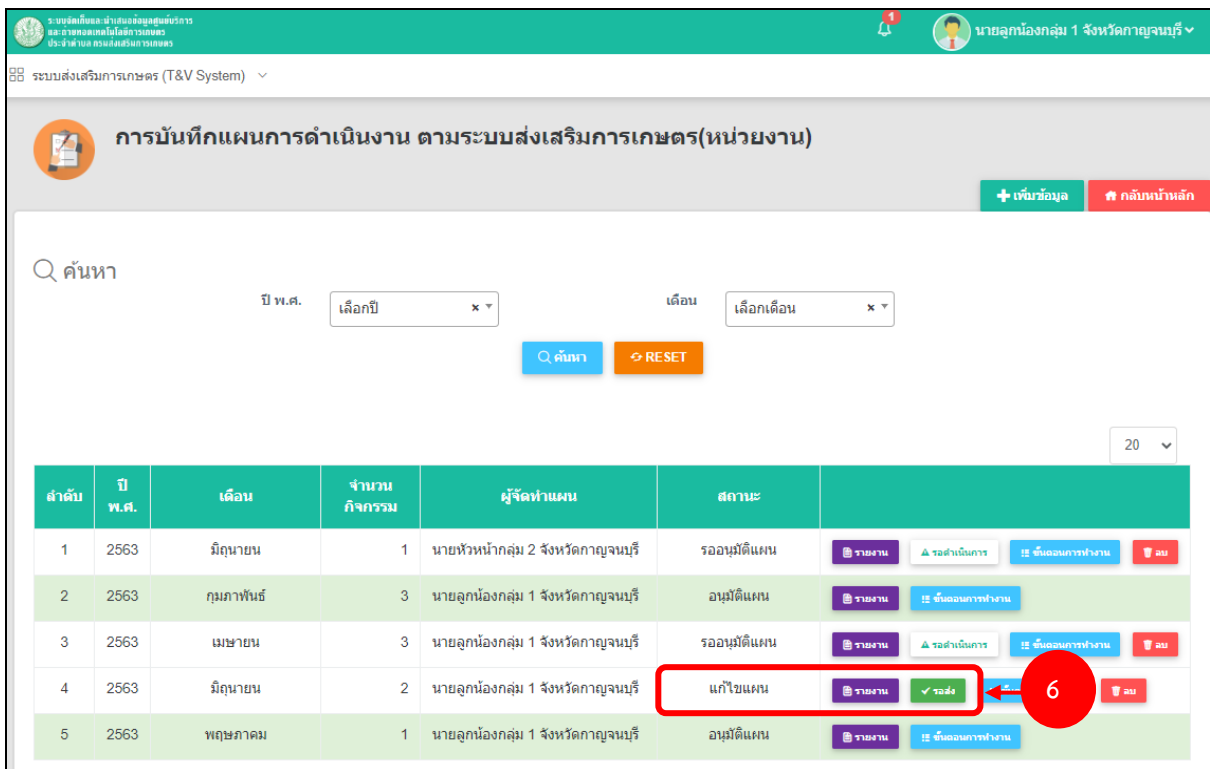 ระบบจัดเก็บและนำเสนอข้อมูลศูนย์บริการ
และถ่ายทอดเทคโนโลยีการเกษตร
ประจำตำบล กรมส่งเสริมการเกษตร
1
นายลูกน้องกลุ่ม 1 จังหวัดกาญจนบุรี
ระบบส่งเสริมการเกษตร (T&V System)
การบันทึกแผนการดำเนินงาน ตามระบบส่งเสริมการเกษตร(หน่วยงาน)
เพิ่มข้อมูล กลับหน้าหลัก
ค้นหา
ปี พ.ศ. เลือกปี × เดือน เลือกเดือน ×
ค้นหา RESET
20
ลำดับ ปี พ.ศ. เดือน จำนวน กิจกรรม ผู้จัดทำแผน สถานะ
1 2563 มิถุนายน 1 นายหัวหน้ากลุ่ม 2 จังหวัดกาญจนบุรี รออนุมัติแผน รายงาน รอดำเนินการ ขั้นตอนการทำงาน ลบ
2 2563 กุมภาพันธ์ 3 นายลูกน้องกลุ่ม 1 จังหวัดกาญจนบุรี อนุมัติแผน รายงาน ขั้นตอนการทำงาน
3 2563 เมษายน 3 นายลูกน้องกลุ่ม 1 จังหวัดกาญจนบุรี รออนุมัติแผน รายงาน รอดำเนินการ ขั้นตอนการทำงาน ลบ
4 2563 มิถุนายน 2 นายลูกน้องกลุ่ม 1 จังหวัดกาญจนบุรี แก้ไขแผน รายงาน รอส่ง 6 ลบ
5 2563 พฤษภาคม 1 นายลูกน้องกลุ่ม 1 จังหวัดกาญจนบุรี อนุมัติแผน รายงาน ขั้นตอนการทำงาน